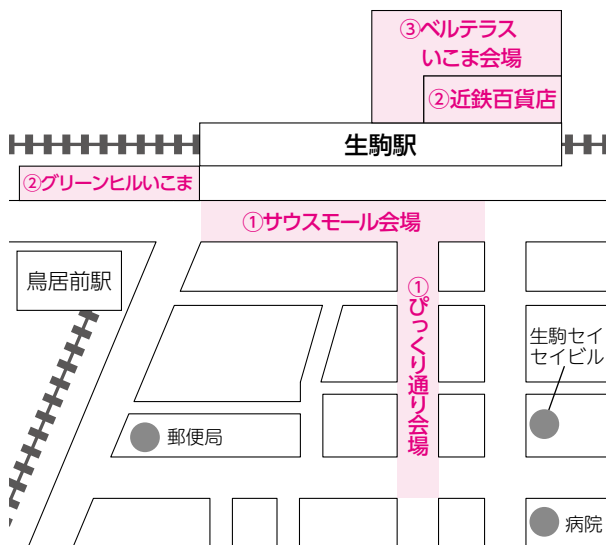 ③ベルテラス
いこま会場
②近鉄百貨店
生駒駅
②グリーンヒルいこま
①サウスモール会場
鳥居前駅
①ぴっくり通り会場
生駒セイ
セイビル
郵便局
病院